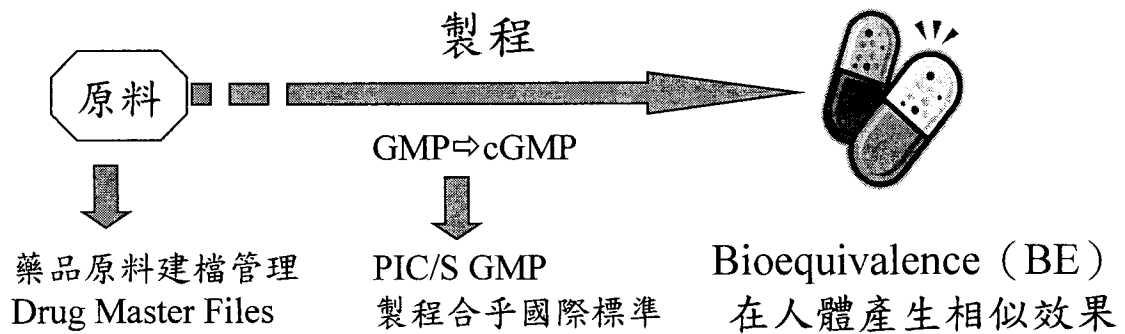 製程
原料
GMP⇨cGMP
藥品原料建檔管理
Drug Master Files
PIC/S GMP
製程合乎國際標準
Bioequivalence（BE）
在人體產生相似效果